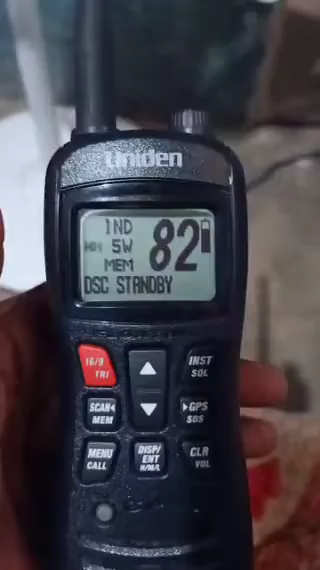 Uniden
IND
5W
MEM
82
DSC STANDBY
16/9
TRI
INST
SQL
SCAN
MEM
GPS
SOS
MENU
CALL
DISP/
ENT
H/M/L
CLR
VOL